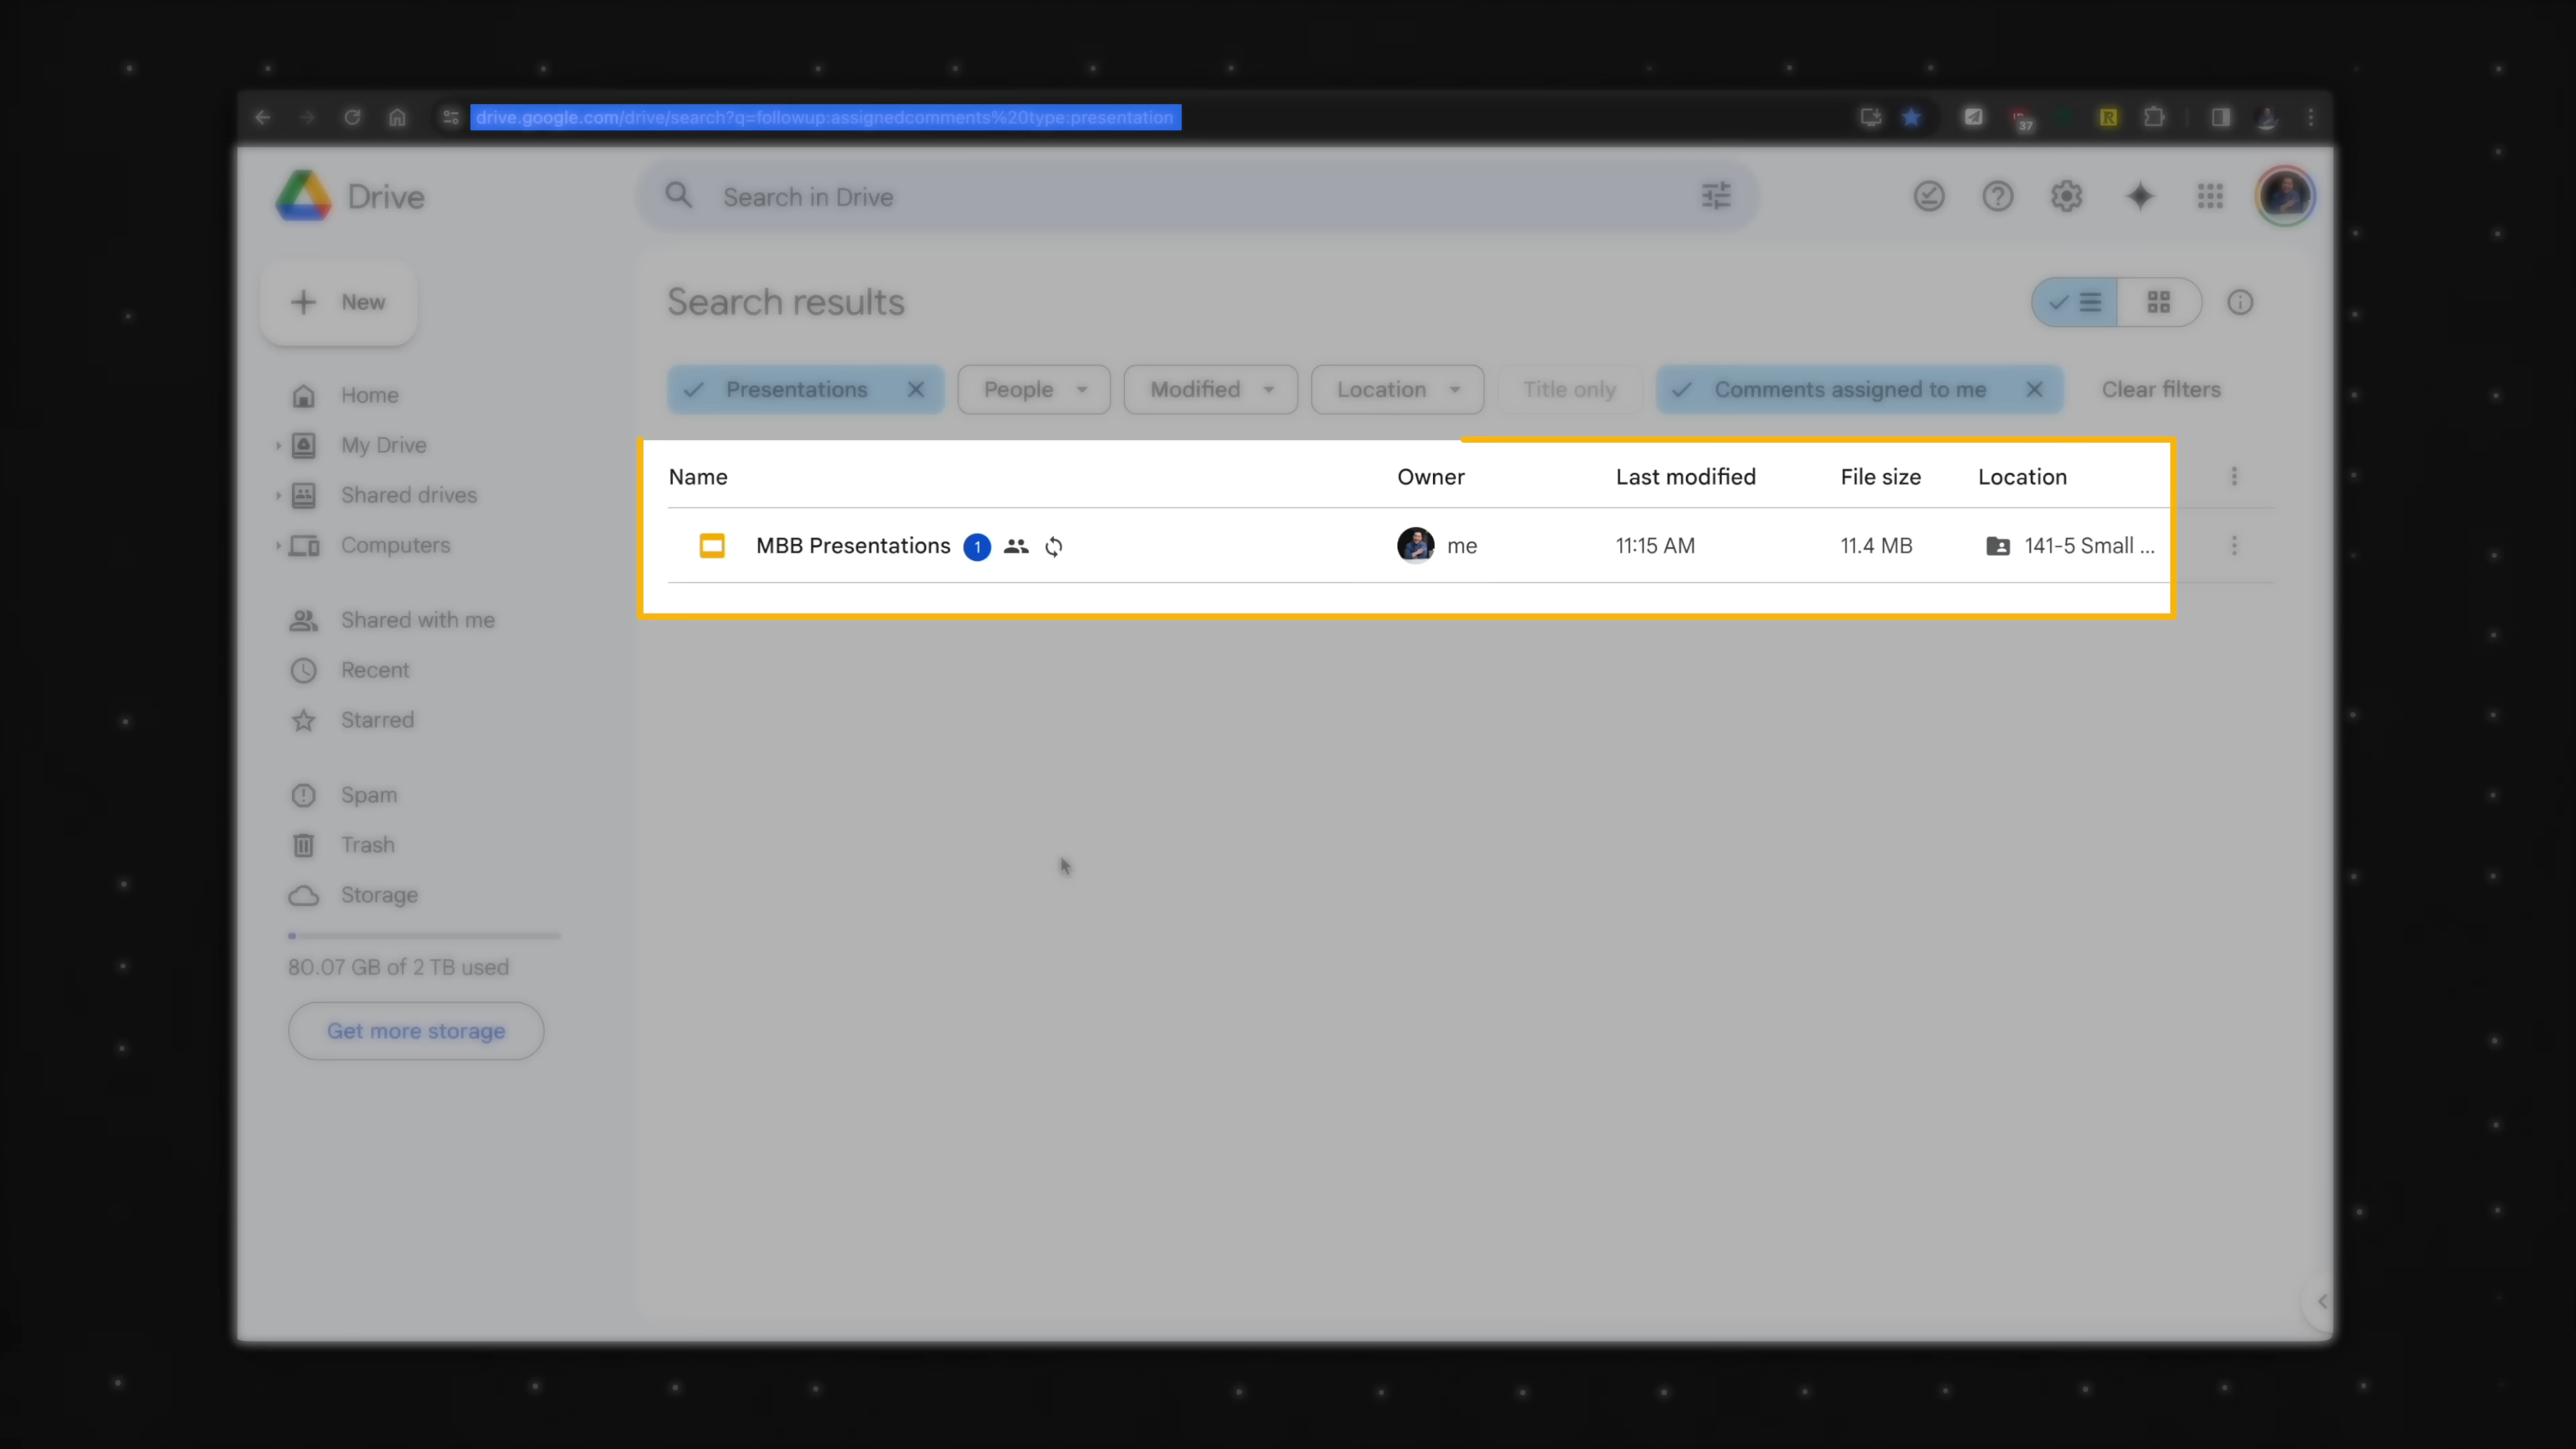 drive.google.com/drive/search?q=followup:assignedcomments%20type:presentation
37
R
Drive
Search in Drive
New
Search results
Presentations
People
Modified
Location
Title only
Comments assigned to me
Clear filters
Home
My Drive
Shared drives
Computers
Shared with me
Recent
Starred
Spam
Trash
Storage
80.07 GB of 2 TB used
Get more storage
Name
Owner
Last modified
File size
Location
MBB Presentations
1
me
11:15 AM
11.4 MB
141-5 Small ...